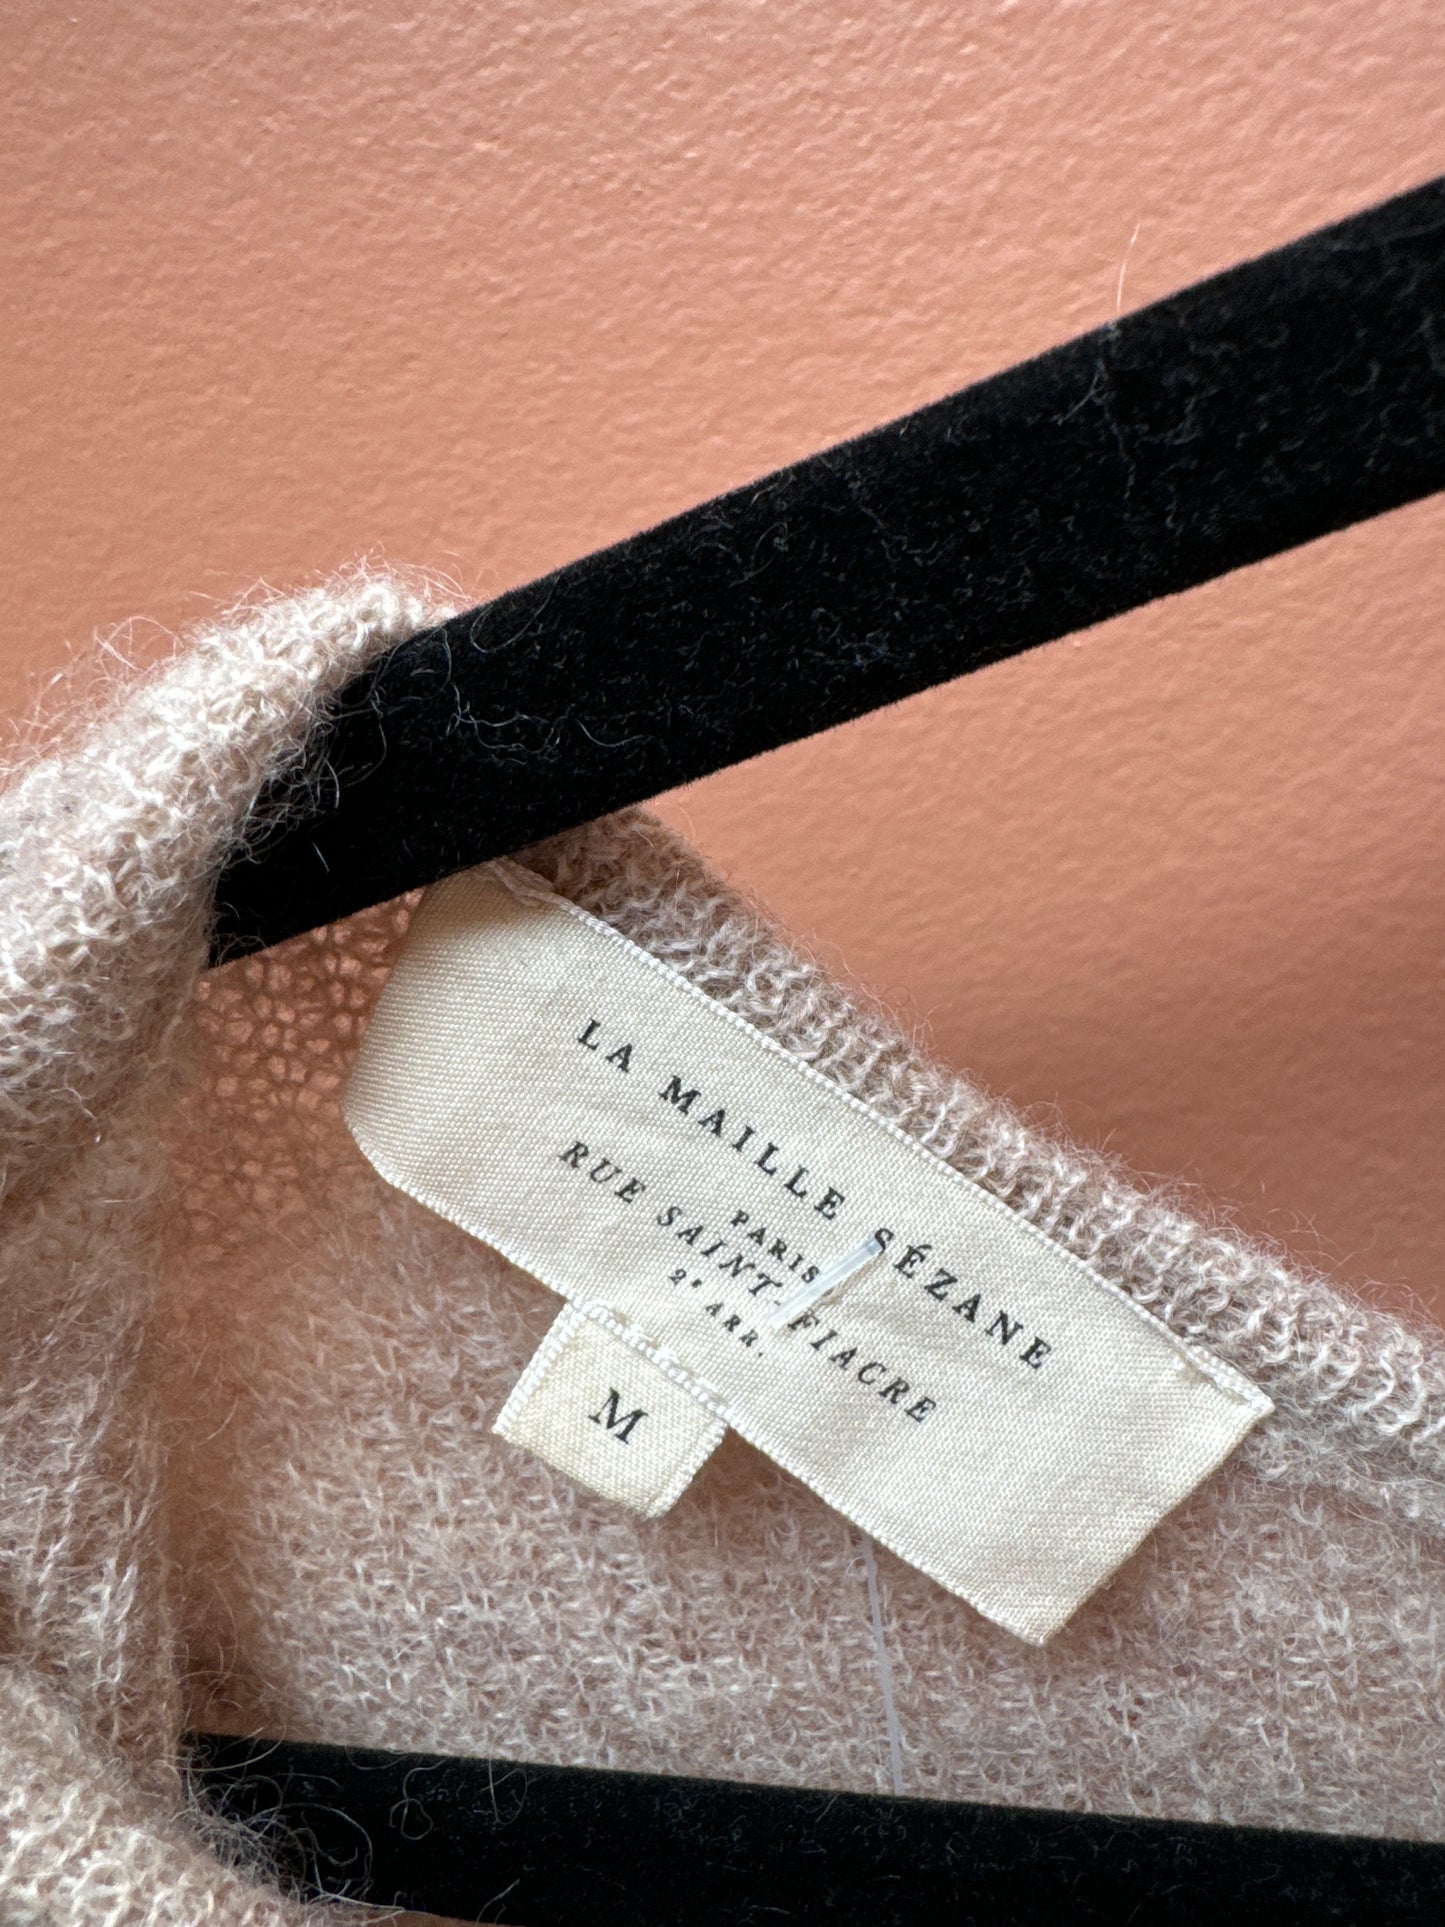 LA MAILLE SÉZANE
PARIS
RUE SAINT-FIACRE
2e ARR.
M